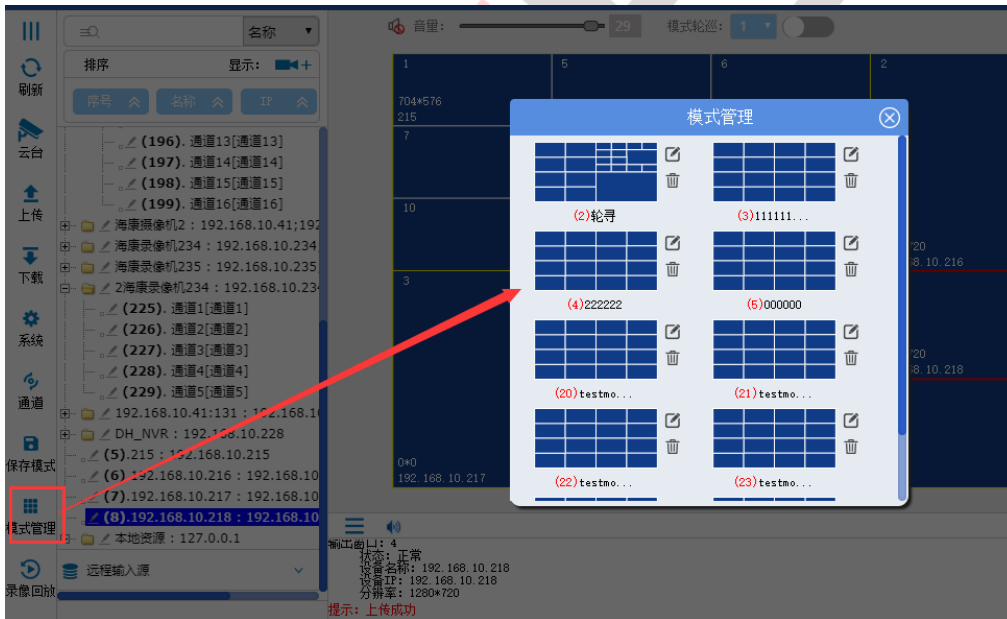 名称
音里:
29
模式轮巡:
1
刷新
云台
上传
下载
系统
通道
保存模式
模式管理
录像回放
排序
显示:
序号
名称
IP
(196). 通道13[通道13]
(197). 通道14[通道14]
(198). 通道15[通道15]
(199). 通道16[通道16]
海康摄像机2 : 192.168.10.41;192
海康录像机234 : 192.168.10.234
海康录像机235 : 192.168.10.235
2海康录像机234 : 192.168.10.23
(225). 通道1[通道1]
(226). 通道2[通道2]
(227). 通道3[通道3]
(228). 通道4[通道4]
(229). 通道5[通道5]
192.168.10.41:131 : 192.168.1
DH_NVR : 192.168.10.228
(5).215 : 192.168.10.215
(6).192.168.10.216 : 192.168.10
(7).192.168.10.217 : 192.168.10
(8).192.168.10.218 : 192.168.10
本地资源 : 127.0.0.1
远程输入源
1
5
6
2
704*576
215
7
10
3
0*0
192.168.10.217
*20
8.10.216
*20
8.10.218
模式管理
(2)轮寻
(3)111111...
(4)222222
(5)000000
(20)testmo...
(21)testmo...
(22)testmo...
(23)testmo...
输出窗口: 4
状态: 正常
设备名称: 192.168.10.218
设备IP: 192.168.10.218
分辨率: 1280*720
提示: 上传成功